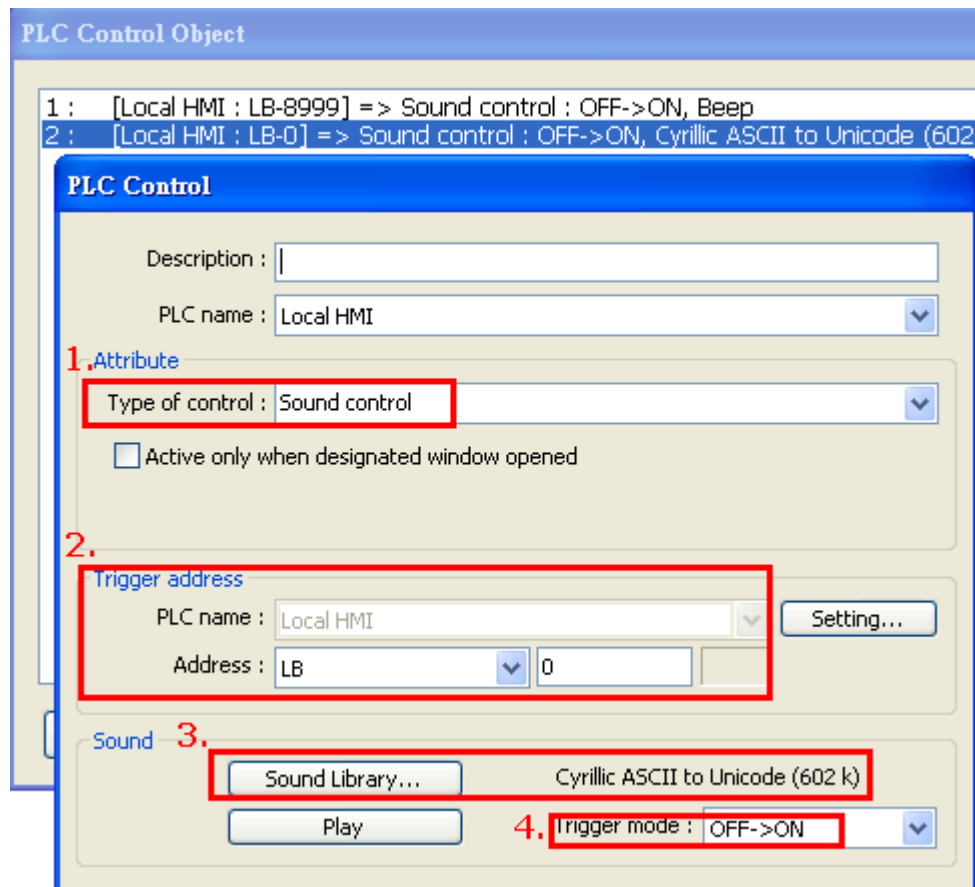 PLC Control Object
1 : [Local HMI : LB-8999] => Sound control : OFF->ON, Beep
2 : [Local HMI : LB-0] => Sound control : OFF->ON, Cyrillic ASCII to Unicode (602
PLC Control
Description :
PLC name : Local HMI
1. Attribute
Type of control : Sound control
Active only when designated window opened
2.
Trigger address
PLC name : Local HMI Setting...
Address : LB 0
Sound 3.
Sound Library... Cyrillic ASCII to Unicode (602 k)
Play 4. Trigger mode : OFF->ON